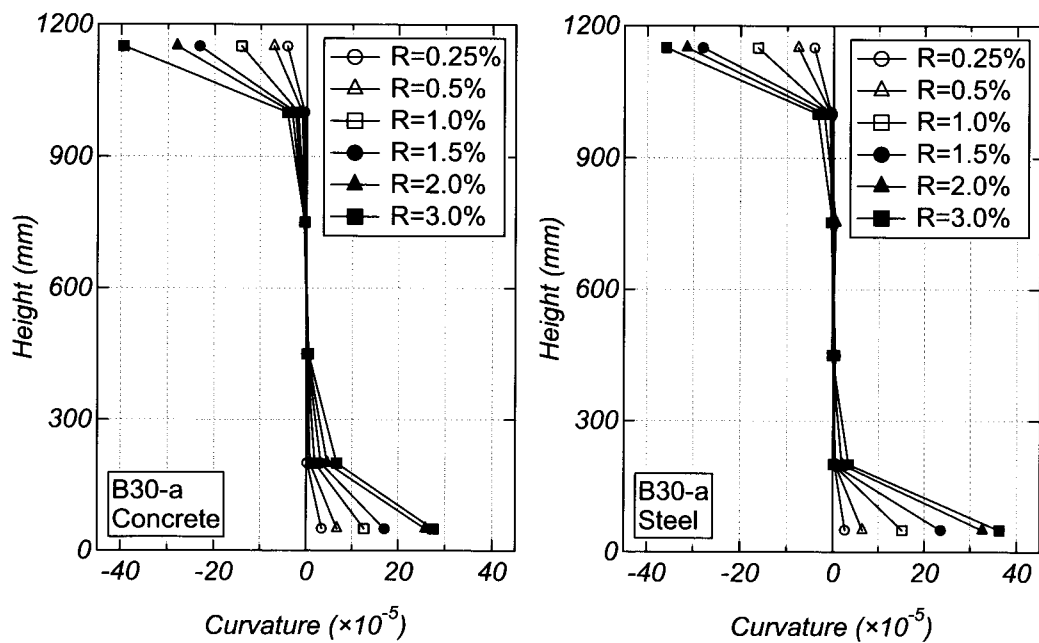 1200
900
600
300
0
Height (mm)
-40
-20
0
20
40
Curvature (×10⁻⁵)
R=0.25%
R=0.5%
R=1.0%
R=1.5%
R=2.0%
R=3.0%
B30-a
Concrete
1200
900
600
300
0
Height (mm)
-40
-20
0
20
40
Curvature (×10⁻⁵)
R=0.25%
R=0.5%
R=1.0%
R=1.5%
R=2.0%
R=3.0%
B30-a
Steel